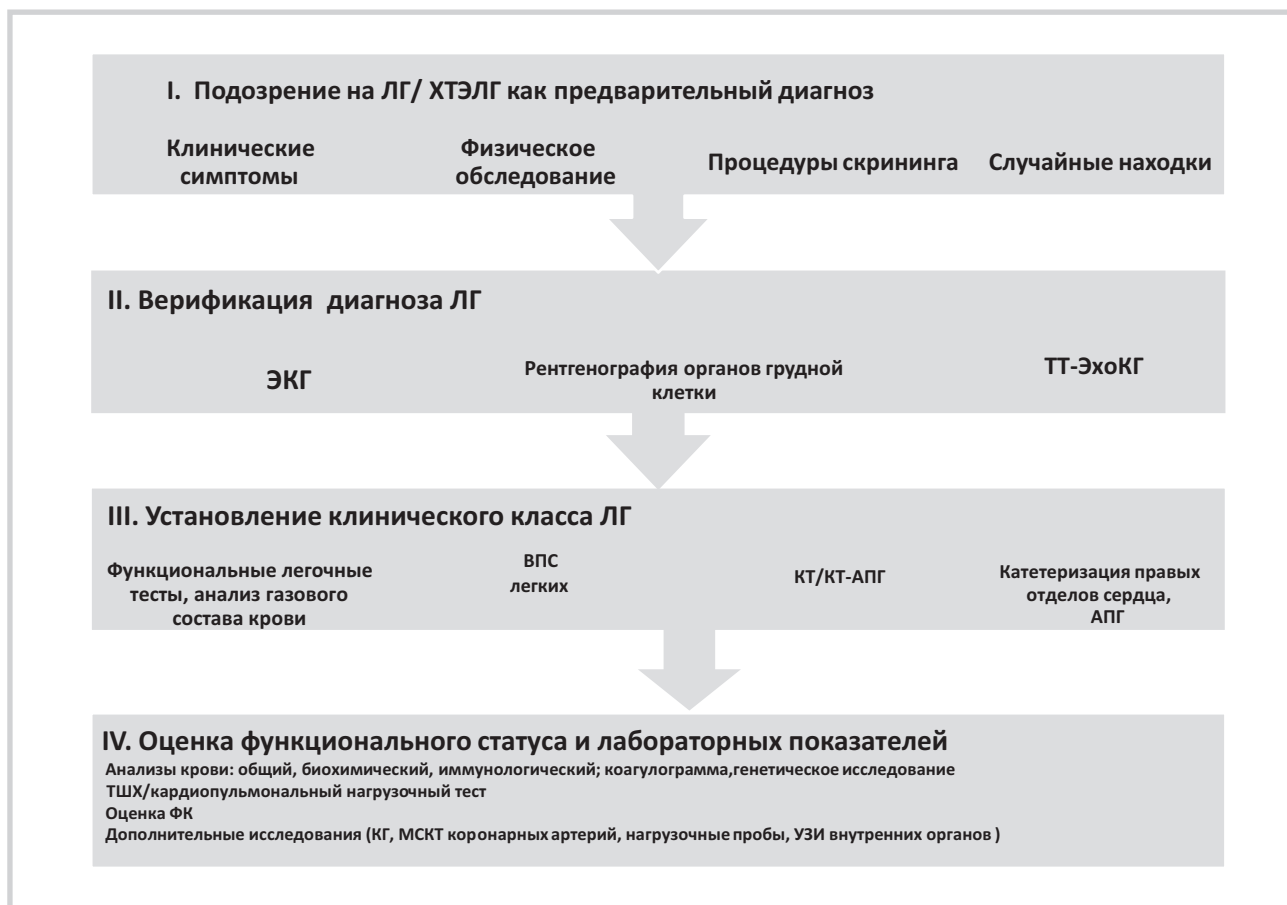 I. Подозрение на ЛГ/ ХТЭЛГ как предварительный диагноз
Клинические
симптомы
Физическое
обследование
Процедуры скрининга
Случайные находки
II. Верификация диагноза ЛГ
ЭКГ
Рентгенография органов грудной
клетки
ТТ-ЭхоКГ
III. Установление клинического класса ЛГ
Функциональные легочные
тесты, анализ газового
состава крови
ВПС
легких
КТ/КТ-АПГ
Катетеризация правых
отделов сердца,
АПГ
IV. Оценка функционального статуса и лабораторных показателей
Анализы крови: общий, биохимический, иммунологический; коагулограмма,генетическое исследование
ТШХ/кардиопульмональный нагрузочный тест
Оценка ФК
Дополнительные исследования (КГ, МСКТ коронарных артерий, нагрузочные пробы, УЗИ внутренних органов )